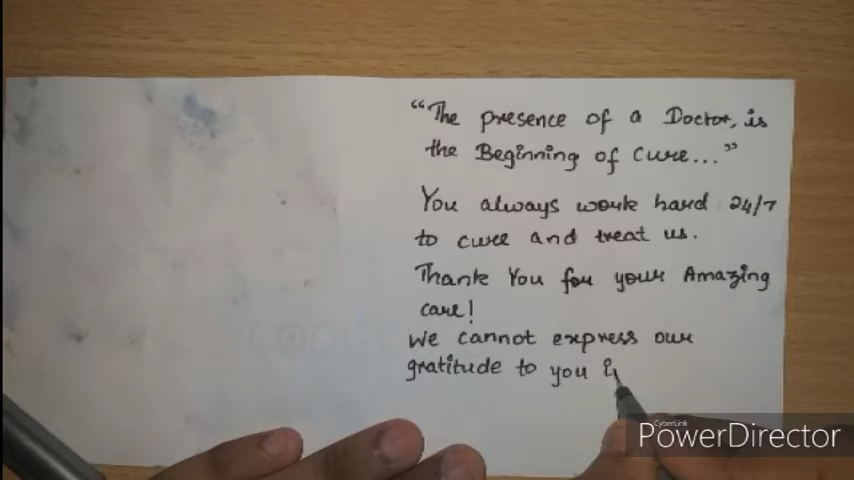 “The presence of a Doctor, is
the Beginning of Cure...”
You always work hard 24/7
to cure and treat us.
Thank You for your Amazing
care!
We cannot express our
gratitude to you i
CyberLink
PowerDirector